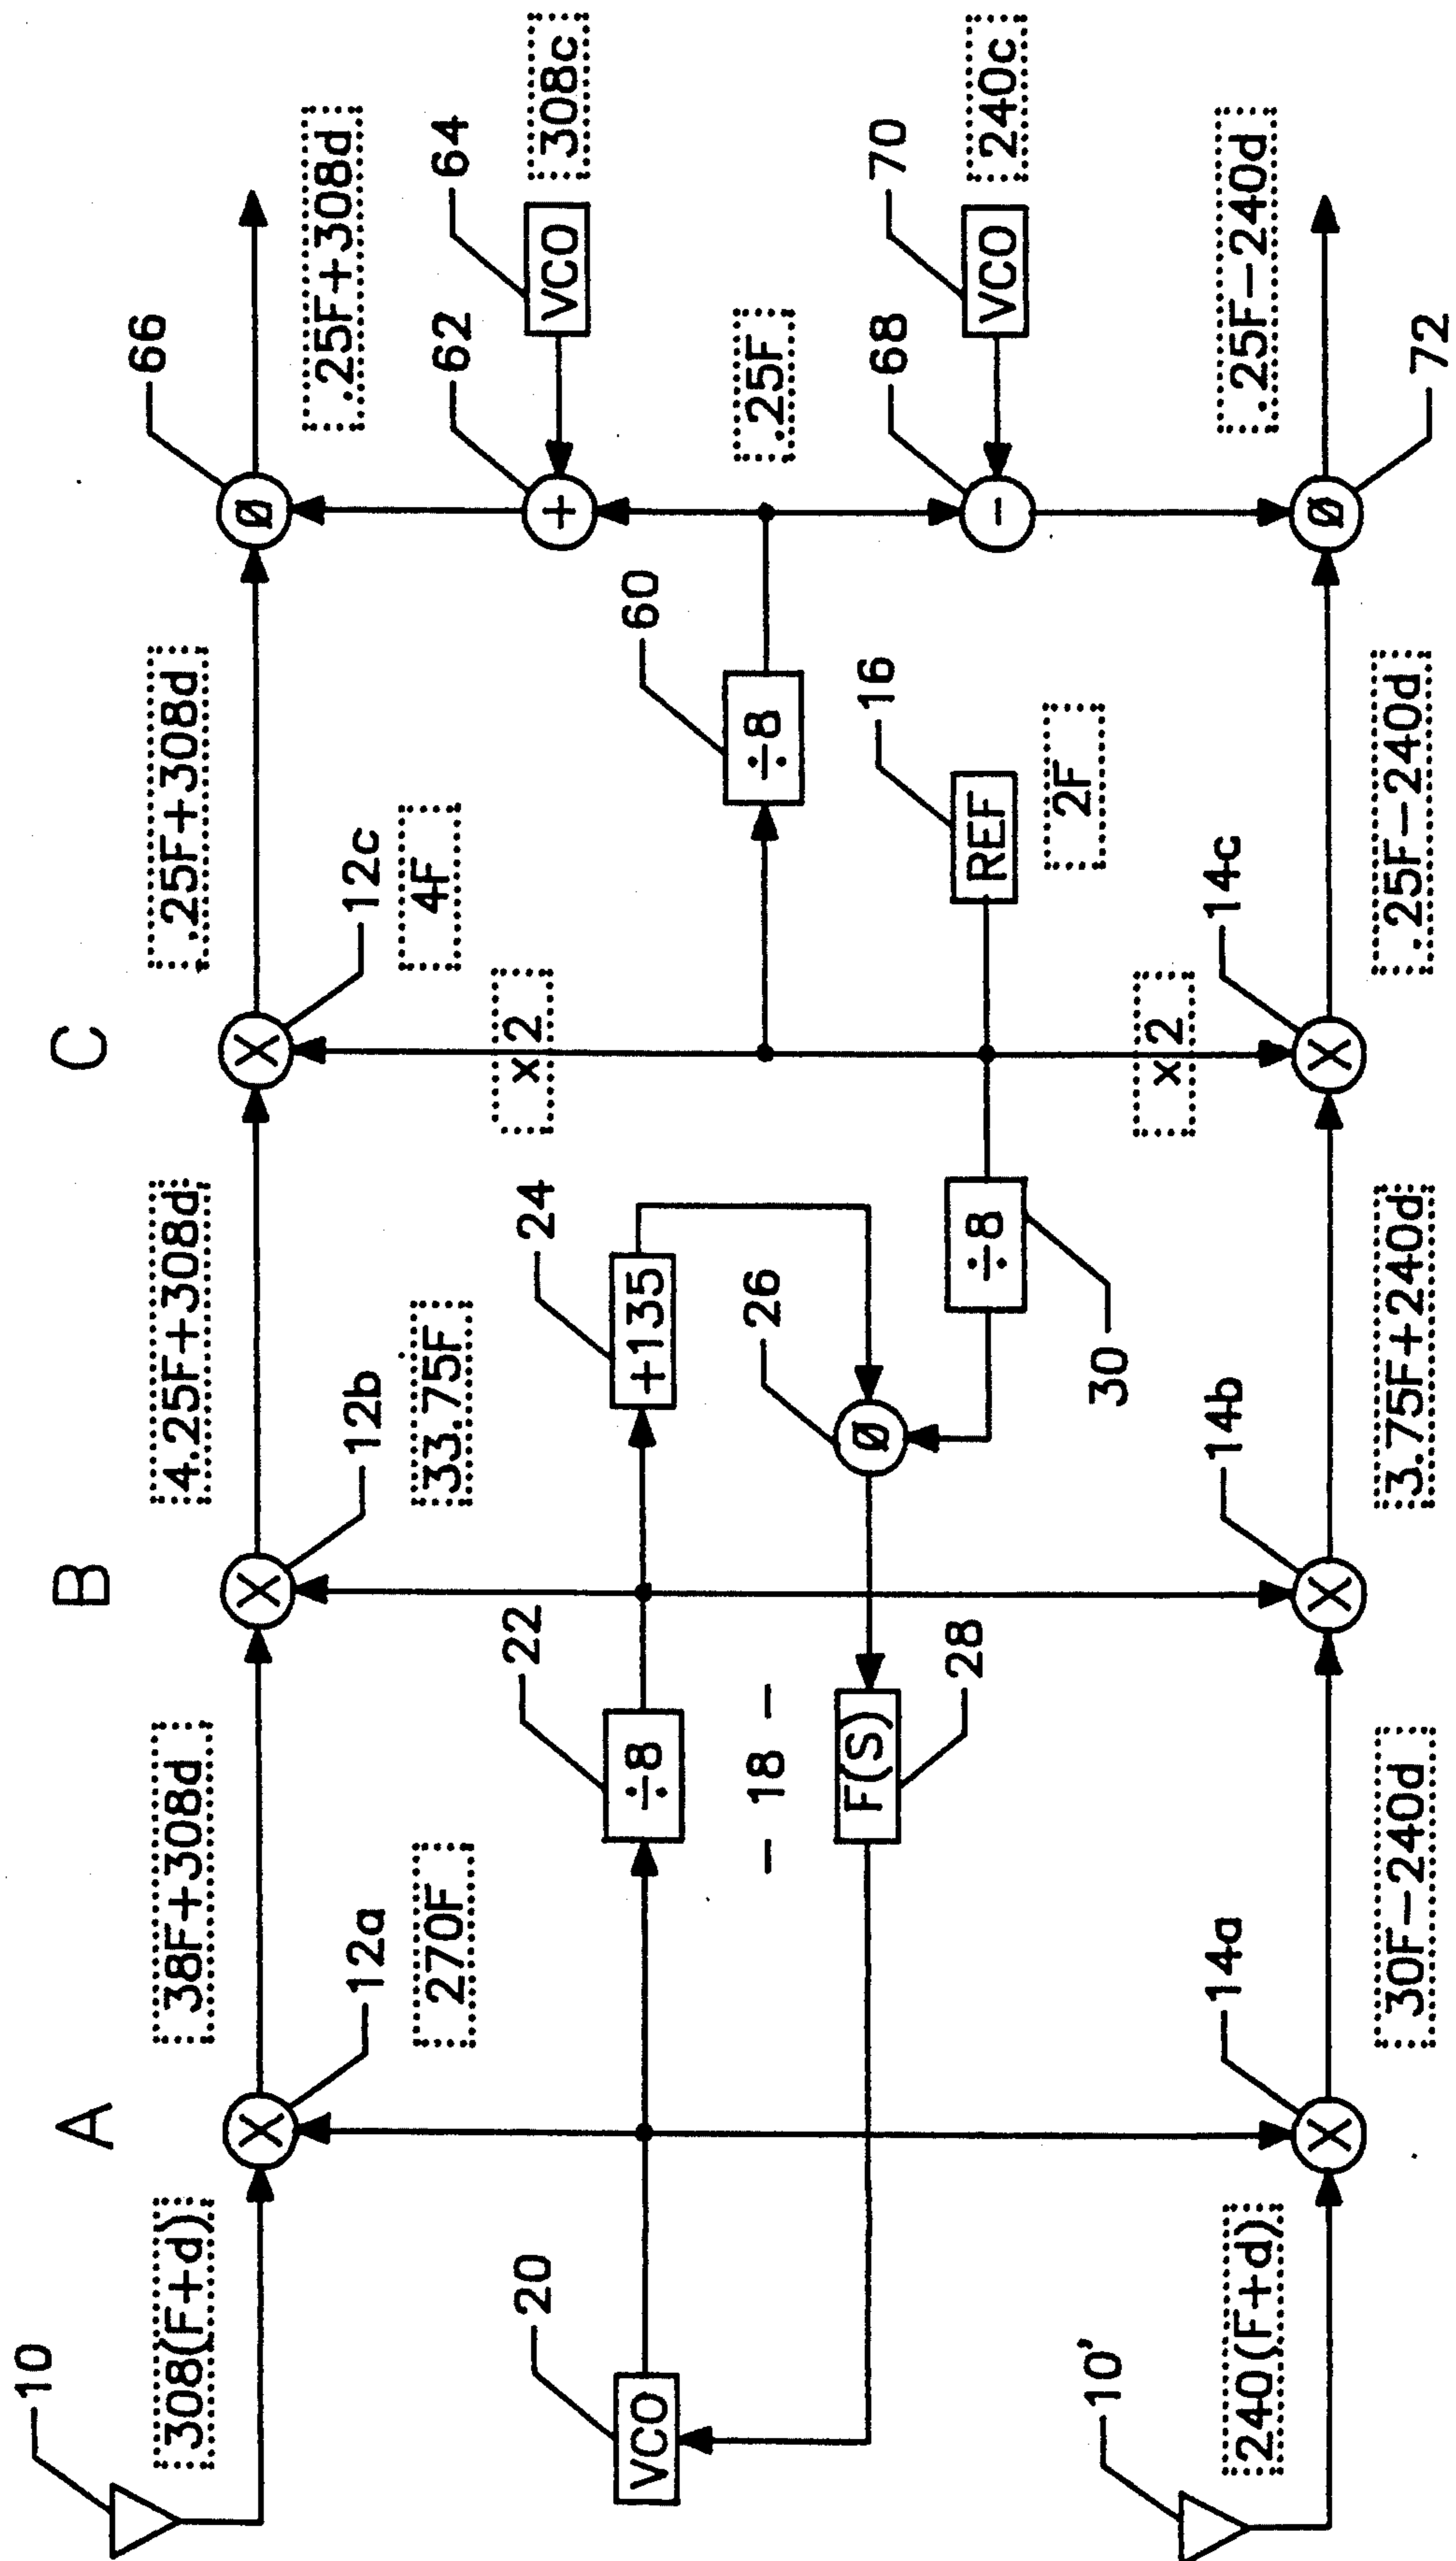 A
B
C
10
308(F+d)
38F+308d
4.25F+308d
.25F+308d
66
X
X
X
Ø
12a
12b
12c
270F
33.75F
4F
.25F+308d
20
22
24
×2
62
64
VCO
÷8
+135
+
VCO
308c
- 18 -
26
60
÷8
.25F
F(S)
Ø
28
÷8
30
16
REF
2F
68
-
70
VCO
240c
10'
14a
14b
×2
14c
240(F+d)
X
X
X
Ø
.25F-240d
30F-240d
3.75F+240d
.25F-240d
72